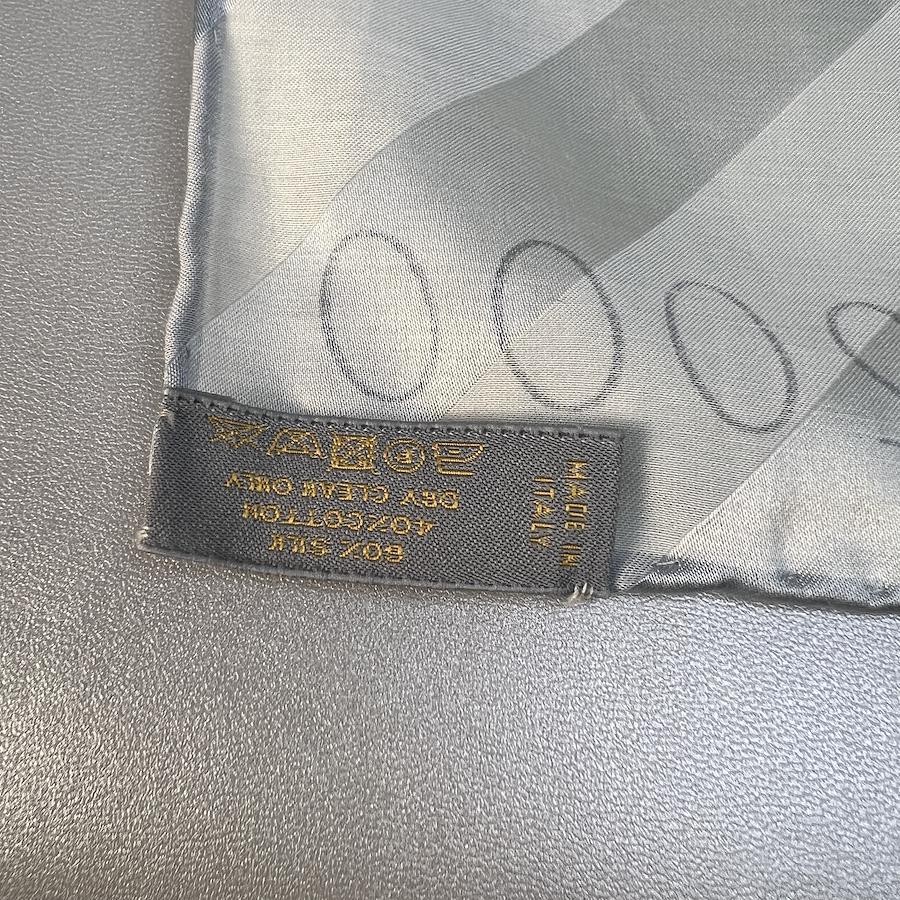 60% SILK
40%COTTON
DRY CLEAN ONLY
MADE IN
ITALY